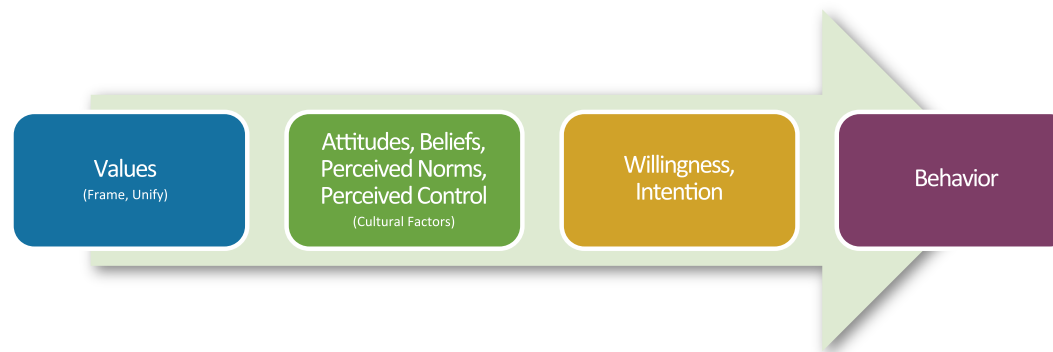 Values
(Frame, Unify)
Attitudes, Beliefs,
Perceived Norms,
Perceived Control
(Cultural Factors)
Willingness,
Intention
Behavior